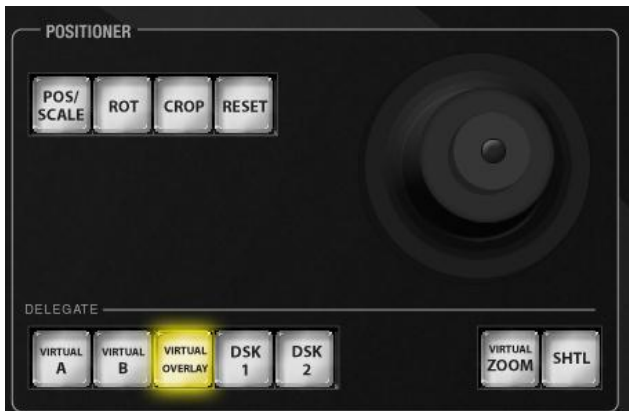 POSITIONER
POS/
SCALE
ROT
CROP
RESET
DELEGATE
VIRTUAL
A
VIRTUAL
B
VIRTUAL
OVERLAY
DSK
1
DSK
2
VIRTUAL
ZOOM
SHTL